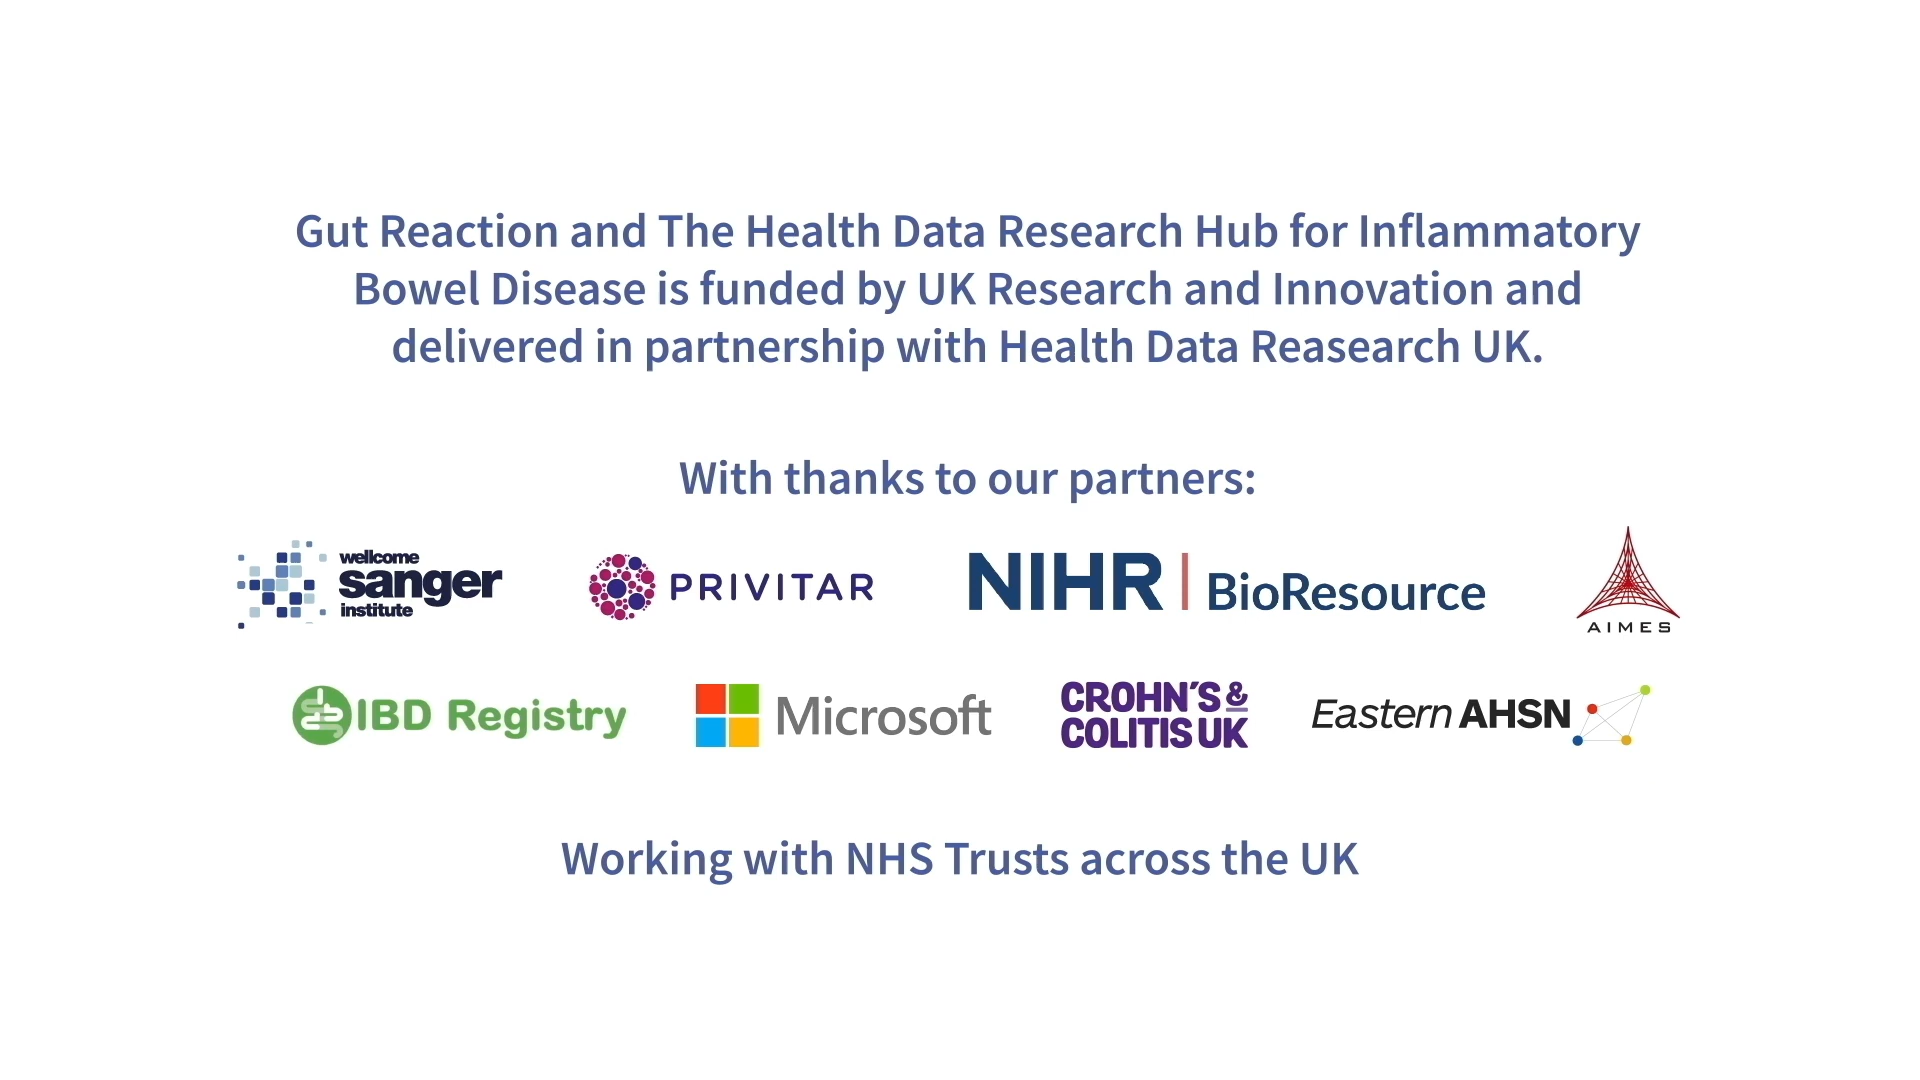 Gut Reaction and The Health Data Research Hub for Inflammatory
Bowel Disease is funded by UK Research and Innovation and
delivered in partnership with Health Data Reasearch UK.
With thanks to our partners:
wellcome
sanger
institute
PRIVITAR
NIHR | BioResource
AIMES
IBD Registry
Microsoft
CROHN'S &
COLITIS UK
Eastern AHSN
Working with NHS Trusts across the UK